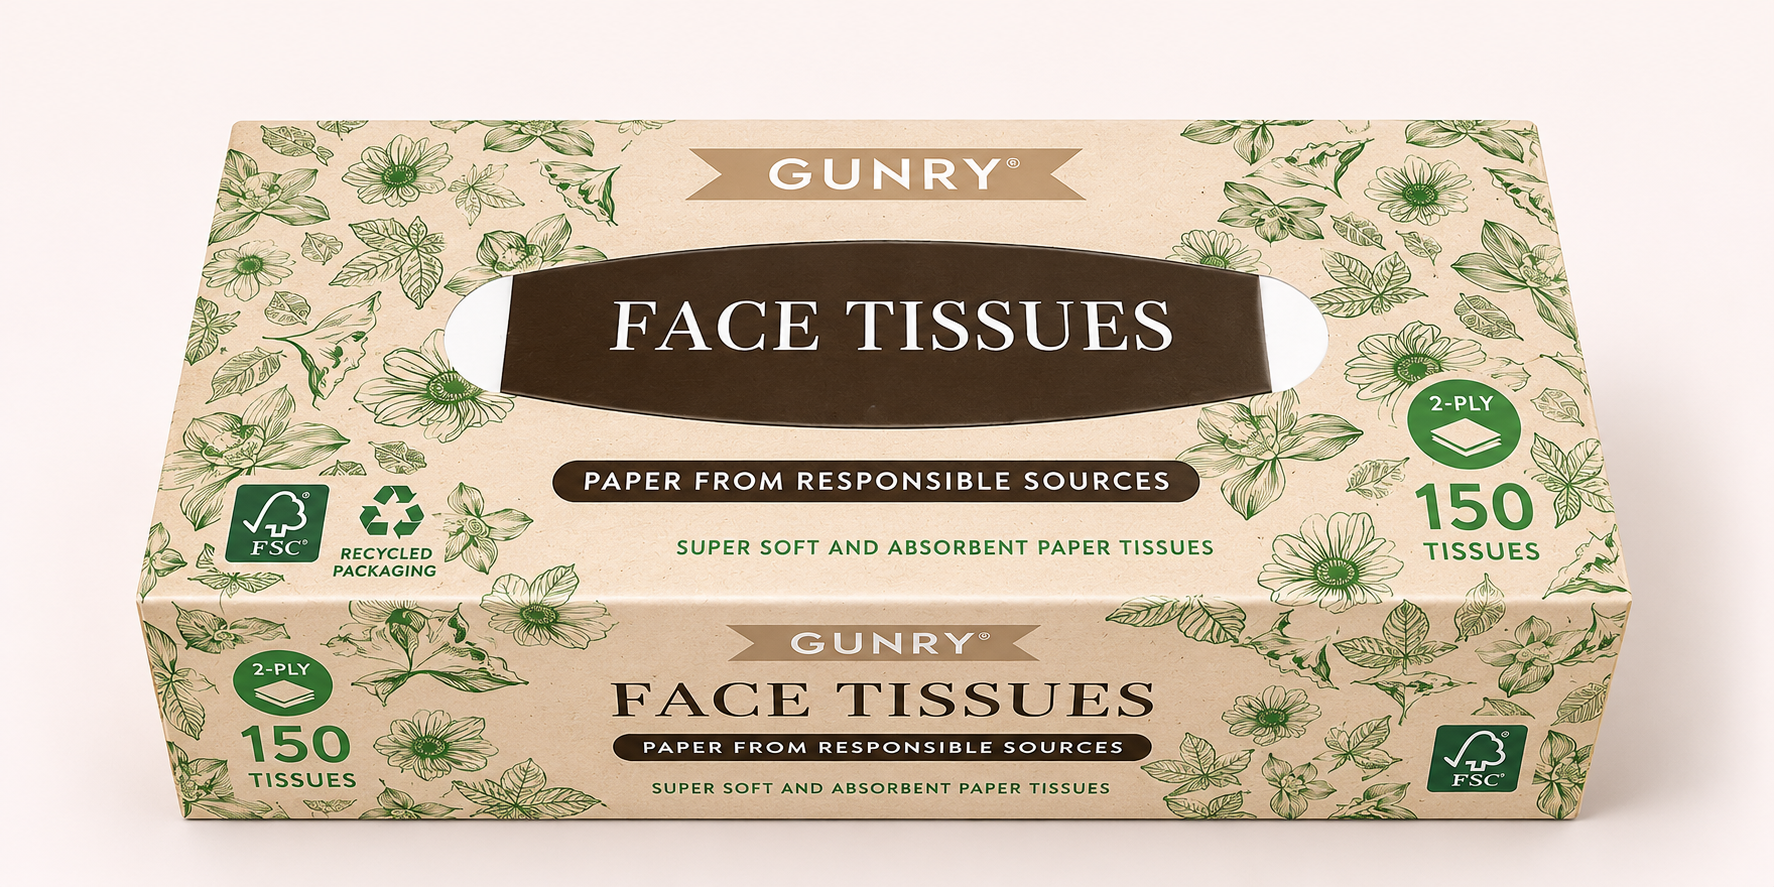 GUNRY®
FACE TISSUES
2-PLY
PAPER FROM RESPONSIBLE SOURCES
150
TISSUES
FSC®
RECYCLED
PACKAGING
SUPER SOFT AND ABSORBENT PAPER TISSUES
GUNRY®
2-PLY
FACE TISSUES
150
TISSUES
PAPER FROM RESPONSIBLE SOURCES
SUPER SOFT AND ABSORBENT PAPER TISSUES
FSC®